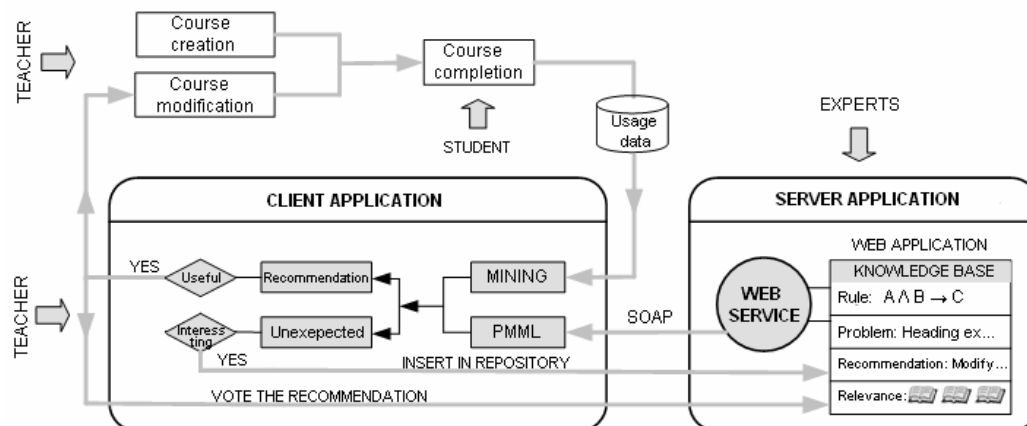 TEACHER
Course
creation
Course
modification
Course
completion
STUDENT
Usage
data
EXPERTS
CLIENT APPLICATION
SERVER APPLICATION
TEACHER
YES
Useful
Recommendation
MINING
Interess
ting
Unexepected
PMML
YES
INSERT IN REPOSITORY
VOTE THE RECOMMENDATION
SOAP
WEB
SERVICE
WEB APPLICATION
KNOWLEDGE BASE
Rule: A Λ B → C
Problem: Heading ex...
Recommendation: Modify...
Relevance: